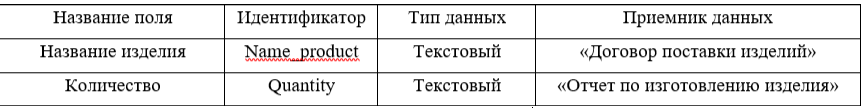 Название поля Идентификатор Тип данных Приемник данных
Название изделия Name_product Текстовый «Договор поставки изделий»
Количество Quantity Текстовый «Отчет по изготовлению изделия»